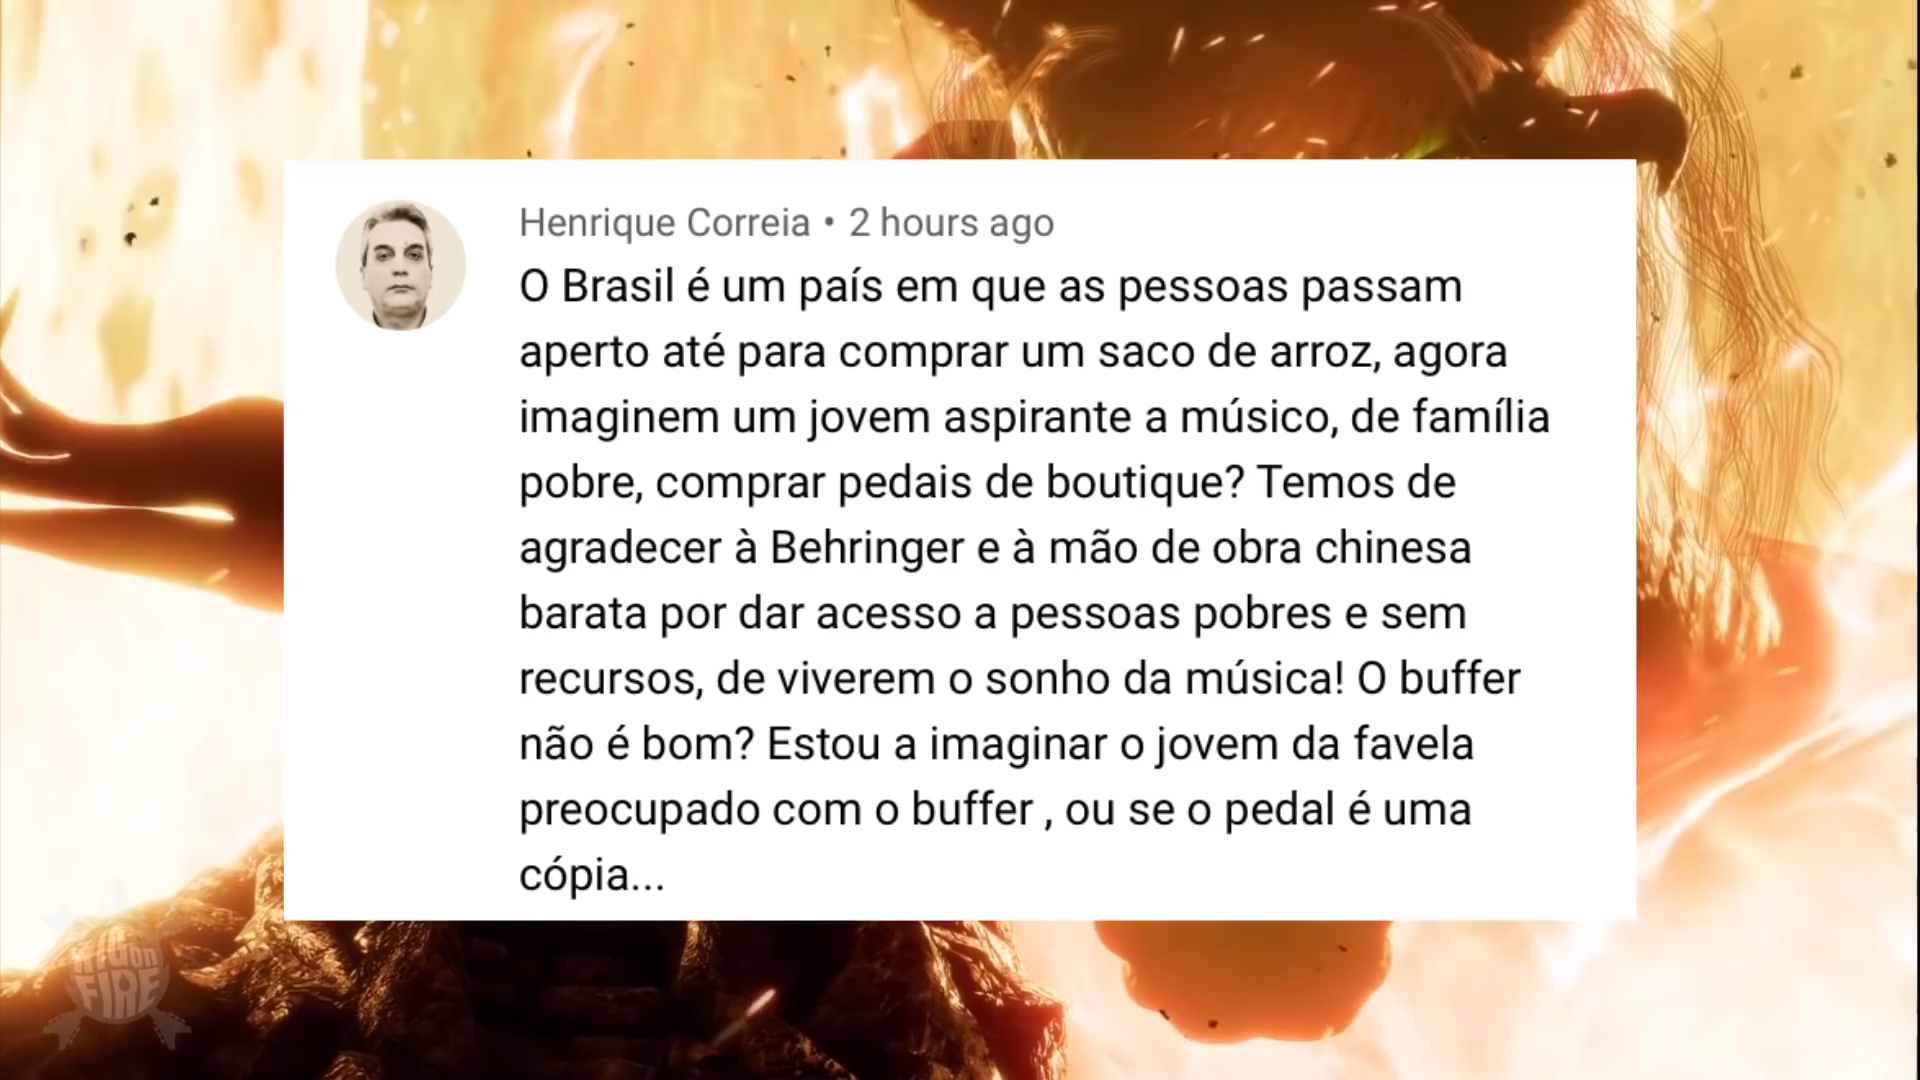 Henrique Correia • 2 hours ago
O Brasil é um país em que as pessoas passam
aperto até para comprar um saco de arroz, agora
imaginem um jovem aspirante a músico, de família
pobre, comprar pedais de boutique? Temos de
agradecer à Behringer e à mão de obra chinesa
barata por dar acesso a pessoas pobres e sem
recursos, de viverem o sonho da música! O buffer
não é bom? Estou a imaginar o jovem da favela
preocupado com o buffer , ou se o pedal é uma
cópia...
on
FIRE